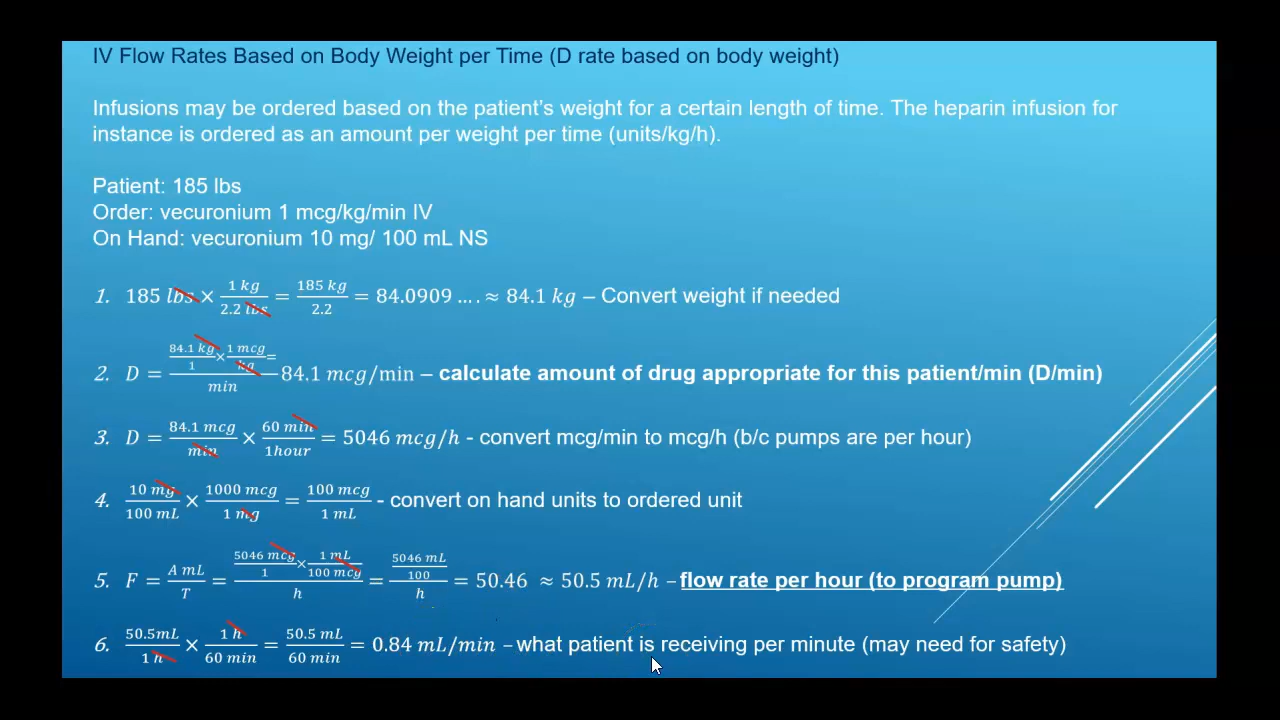 IV Flow Rates Based on Body Weight per Time (D rate based on body weight)
Infusions may be ordered based on the patient's weight for a certain length of time. The heparin infusion for
instance is ordered as an amount per weight per time (units/kg/h).
Patient: 185 lbs
Order: vecuronium 1 mcg/kg/min IV
On Hand: vecuronium 10 mg/ 100 mL NS
1. 185 lbs × 1 kg / 2.2 lbs = 185 kg / 2.2 = 84.0909 .... ≈ 84.1 kg – Convert weight if needed
2. D = 84.1 kg / 1 × 1 mcg / kg = / min 84.1 mcg/min – calculate amount of drug appropriate for this patient/min (D/min)
3. D = 84.1 mcg / min × 60 min / 1hour = 5046 mcg/h - convert mcg/min to mcg/h (b/c pumps are per hour)
4. 10 mg / 100 mL × 1000 mcg / 1 mg = 100 mcg / 1 mL - convert on hand units to ordered unit
5. F = A mL / T = 5046 mcg / 1 × 1 mL / 100 mcg / h = 5046 mL / 100 / h = 50.46 ≈ 50.5 mL/h – flow rate per hour (to program pump)
6. 50.5mL / 1 h × 1 h / 60 min = 50.5 mL / 60 min = 0.84 mL/min – what patient is receiving per minute (may need for safety)